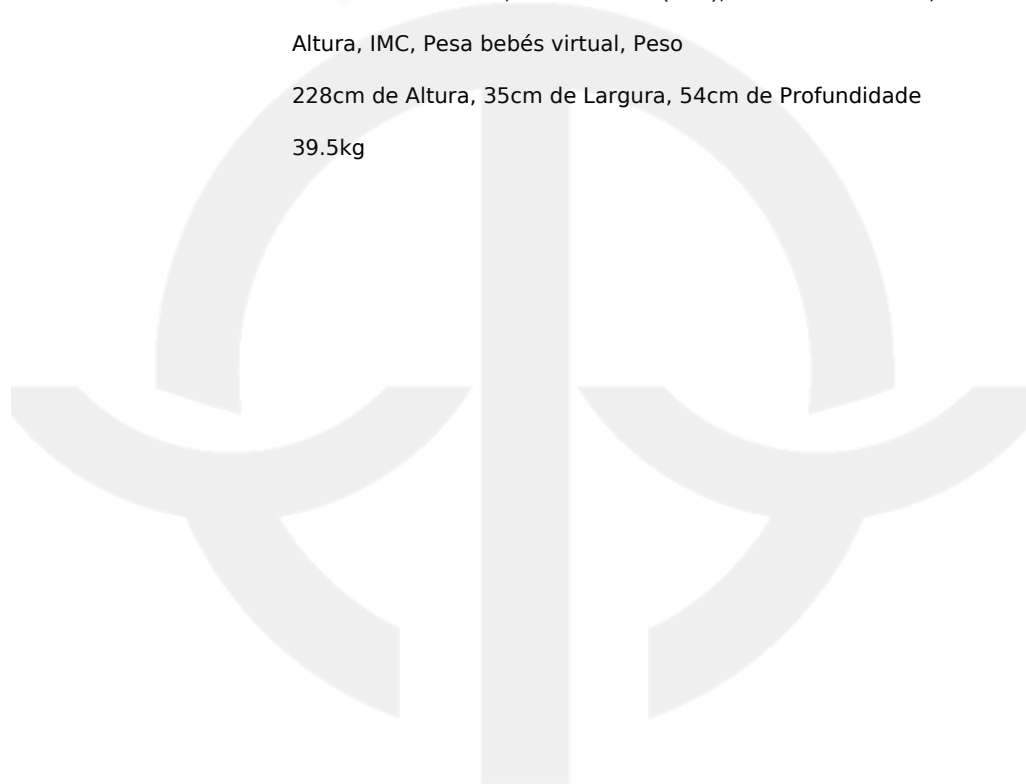 Altura, IMC, Pesa bebés virtual, Peso
228cm de Altura, 35cm de Largura, 54cm de Profundidade
39.5kg